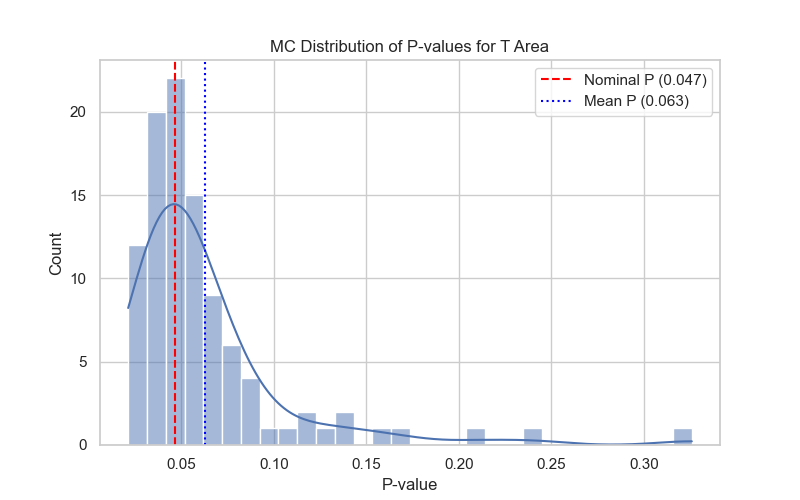 MC Distribution of P-values for T Area
Nominal P (0.047)
Mean P (0.063)
Count
20
15
10
5
0
0.05 0.10 0.15 0.20 0.25 0.30
P-value